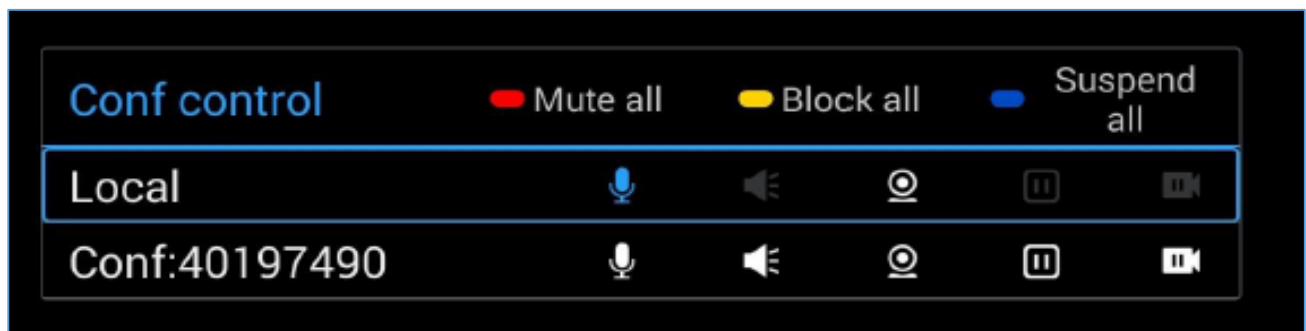 Conf control
Mute all
Block all
Suspend
all
Local
Conf:40197490